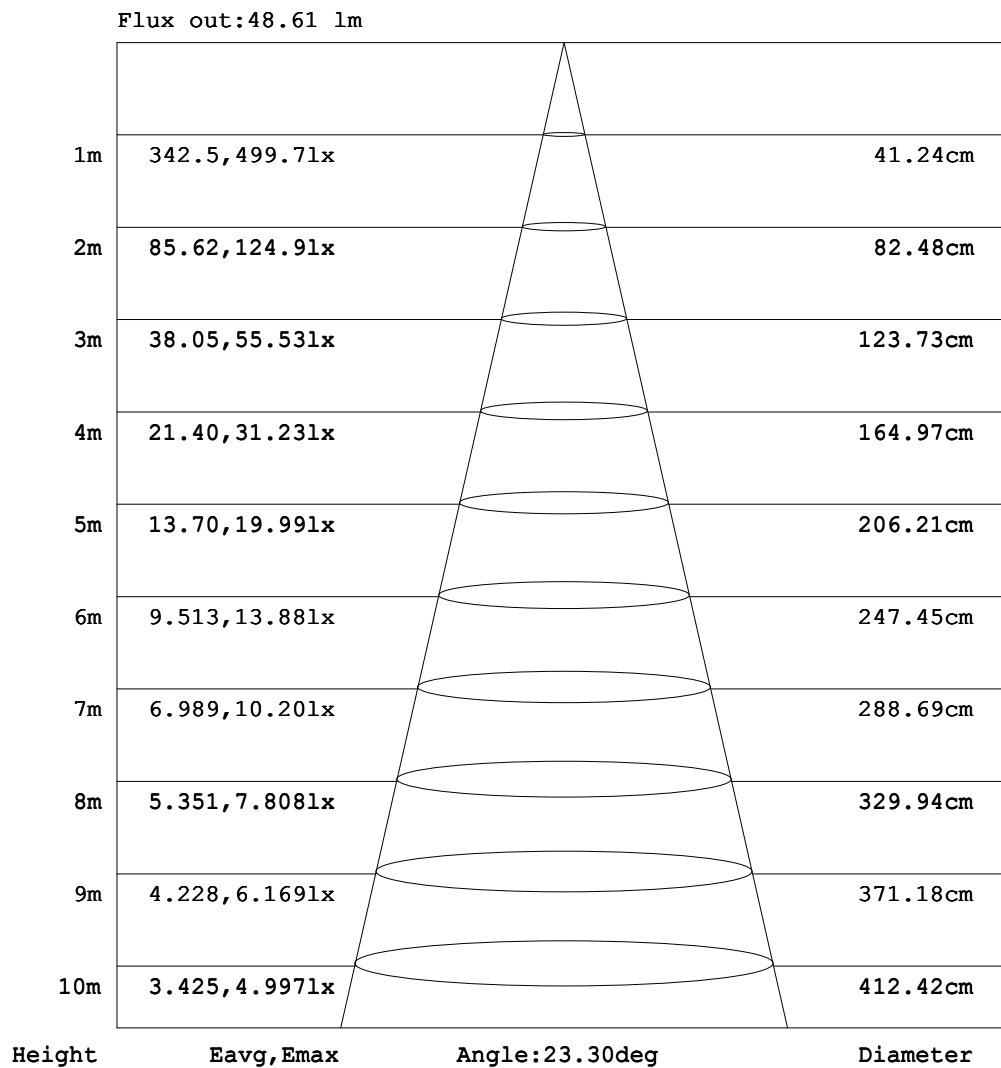 Flux out:48.61 lm
1m 342.5,499.7lx 41.24cm
2m 85.62,124.9lx 82.48cm
3m 38.05,55.53lx 123.73cm
4m 21.40,31.23lx 164.97cm
5m 13.70,19.99lx 206.21cm
6m 9.513,13.88lx 247.45cm
7m 6.989,10.20lx 288.69cm
8m 5.351,7.808lx 329.94cm
9m 4.228,6.169lx 371.18cm
10m 3.425,4.997lx 412.42cm
Height Eavg,Emax Angle:23.30deg Diameter